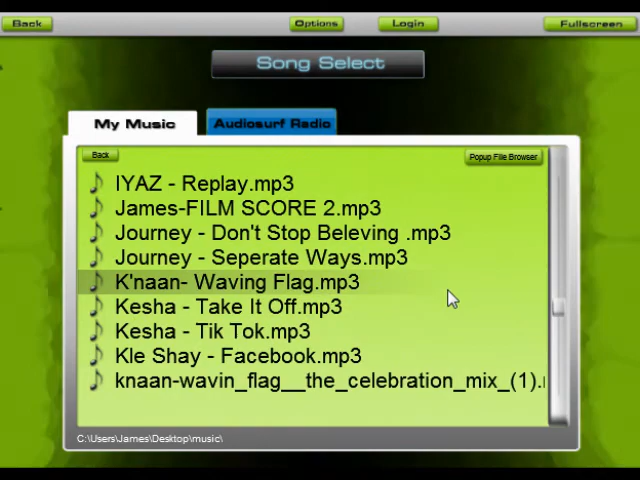 Back
Options
Login
Fullscreen
Song Select
My Music
Audiosurf Radio
Back
Popup File Browser
IYAZ - Replay.mp3
James-FILM SCORE 2.mp3
Journey - Don't Stop Beleving .mp3
Journey - Seperate Ways.mp3
K'naan- Waving Flag.mp3
Kesha - Take It Off.mp3
Kesha - Tik Tok.mp3
Kle Shay - Facebook.mp3
knaan-wavin_flag__the_celebration_mix_(1).
C:\Users\James\Desktop\music\